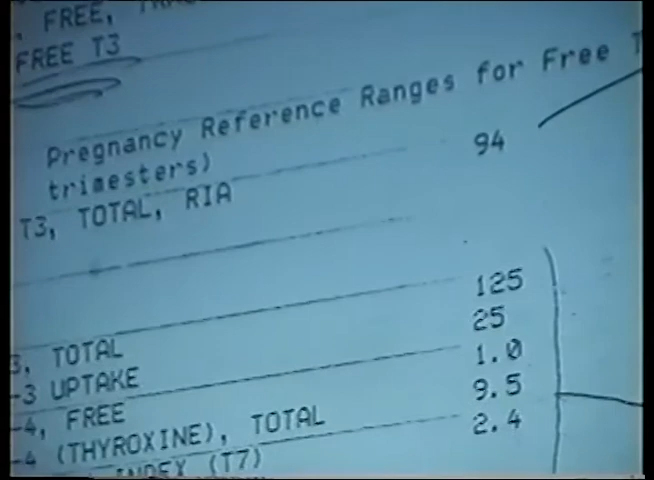 , FREE,
FREE T3
Pregnancy Reference Ranges for Free T
trimesters)
T3, TOTAL, RIA 94
3, TOTAL 125
-3 UPTAKE 25
-4, FREE 1.0
-4 (THYROXINE), TOTAL 9.5
INDEX (T7) 2.4